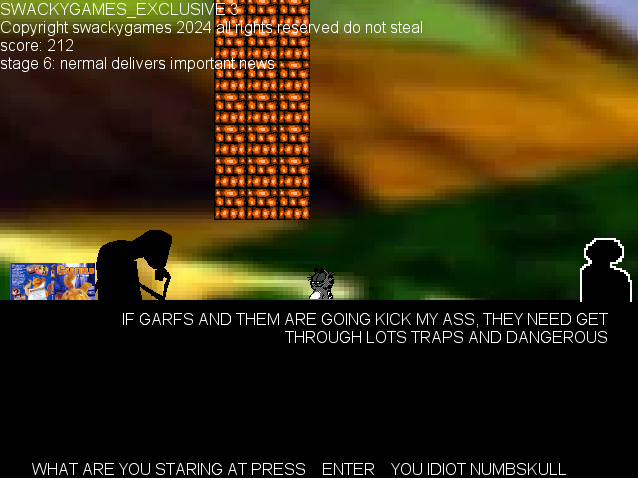 SWACKYGAMES_EXCLUSIVE 3
Copyright swackygames 2024 all rights reserved do not steal
score: 212
stage 6: nermal delivers important news
IF GARFS AND THEM ARE GOING KICK MY ASS, THEY NEED GET
THROUGH LOTS TRAPS AND DANGEROUS
WHAT ARE YOU STARING AT PRESS ENTER YOU IDIOT NUMBSKULL